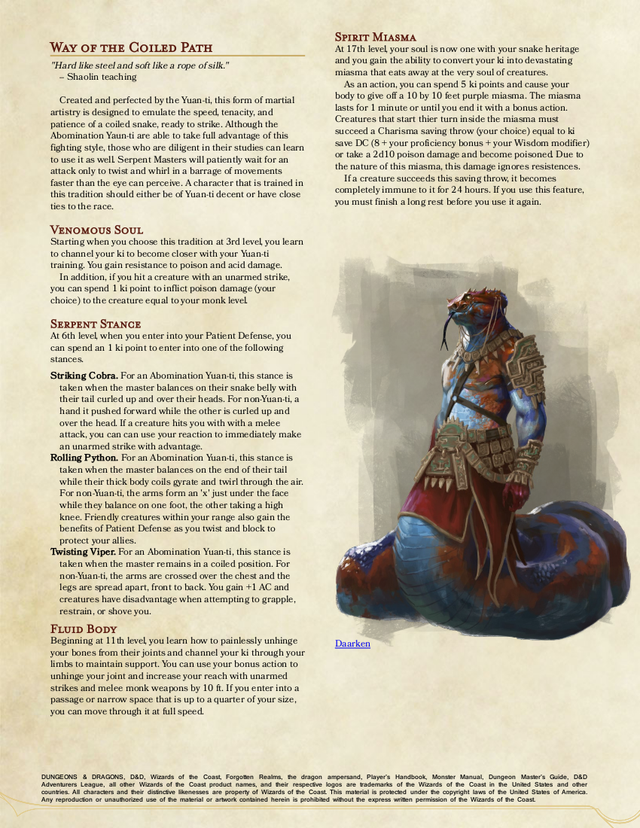 Way of the Coiled Path
"Hard like steel and soft like a rope of silk."
– Shaolin teaching
Created and perfected by the Yuan-ti, this form of martial
artistry is designed to emulate the speed, tenacity, and
patience of a coiled snake, ready to strike. Although the
Abomination Yaun-ti are able to take full advantage of this
fighting style, those who are diligent in their studies can learn
to use it as well. Serpent Masters will patiently wait for an
attack only to twist and whirl in a barrage of movements
faster than the eye can perceive. A character that is trained in
this tradition should either be of Yuan-ti decent or have close
ties to the race.
Venomous Soul
Starting when you choose this tradition at 3rd level, you learn
to channel your ki to become closer with your Yuan-ti
training. You gain resistance to poison and acid damage.
In addition, if you hit a creature with an unarmed strike,
you can spend 1 ki point to inflict poison damage (your
choice) to the creature equal to your monk level.
Serpent Stance
At 6th level, when you enter into your Patient Defense, you
can spend an 1 ki point to enter into one of the following
stances.
Striking Cobra. For an Abomination Yuan-ti, this stance is
taken when the master balances on their snake belly with
their tail curled up and over their heads. For non-Yuan-ti, a
hand it pushed forward while the other is curled up and
over the head. If a creature hits you with with a melee
attack, you can can use your reaction to immediately make
an unarmed strike with advantage.
Rolling Python. For an Abomination Yuan-ti, this stance is
taken when the master balances on the end of their tail
while their thick body coils gyrate and twirl through the air.
For non-Yuan-ti, the arms form an 'x' just under the face
while they balance on one foot, the other taking a high
knee. Friendly creatures within your range also gain the
benefits of Patient Defense as you twist and block to
protect your allies.
Twisting Viper. For an Abomination Yuan-ti, this stance is
taken when the master remains in a coiled position. For
non-Yuan-ti, the arms are crossed over the chest and the
legs are spread apart, front to back. You gain +1 AC and
creatures have disadvantage when attempting to grapple,
restrain, or shove you.
Fluid Body
Beginning at 11th level, you learn how to painlessly unhinge
your bones from their joints and channel your ki through your
limbs to maintain support. You can use your bonus action to
unhinge your joint and increase your reach with unarmed
strikes and melee monk weapons by 10 ft. If you enter into a
passage or narrow space that is up to a quarter of your size,
you can move through it at full speed.
Spirit Miasma
At 17th level, your soul is now one with your snake heritage
and you gain the ability to convert your ki into devastating
miasma that eats away at the very soul of creatures.
As an action, you can spend 5 ki points and cause your
body to give off a 10 by 10 feet purple miasma. The miasma
lasts for 1 minute or until you end it with a bonus action.
Creatures that start thier turn inside the miasma must
succeed a Charisma saving throw (your choice) equal to ki
save DC (8 + your proficiency bonus + your Wisdom modifier)
or take a 2d10 poison damage and become poisoned. Due to
the nature of this miasma, this damage ignores resistences.
If a creature succeeds this saving throw, it becomes
completely immune to it for 24 hours. If you use this feature,
you must finish a long rest before you use it again.
Daarken
DUNGEONS & DRAGONS, D&D, Wizards of the Coast, Forgotten Realms, the dragon ampersand, Player's Handbook, Monster Manual, Dungeon Master's Guide, D&D
Adventurers League, all other Wizards of the Coast product names, and their respective logos are trademarks of the Wizards of the Coast in the United States and other
countries. All characters and their distinctive likenesses are property of Wizards of the Coast. This material is protected under the copyright laws of the United States of America.
Any reproduction or unauthorized use of the material or artwork contained herein is prohibited without the express written permission of the Wizards of the Coast.